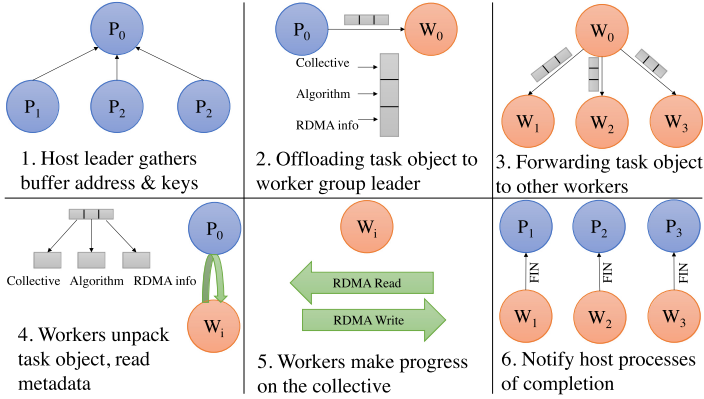 P0
P1
P2
P2
1. Host leader gathers
buffer address & keys
P0
W0
Collective
Algorithm
RDMA info
2. Offloading task object to
worker group leader
W0
W1
W2
W3
3. Forwarding task object
to other workers
P0
Collective
Algorithm
RDMA info
Wi
4. Workers unpack
task object, read
metadata
Wi
RDMA Read
RDMA Write
5. Workers make progress
on the collective
P1
P2
P3
FIN
FIN
FIN
W1
W2
W3
6. Notify host processes
of completion